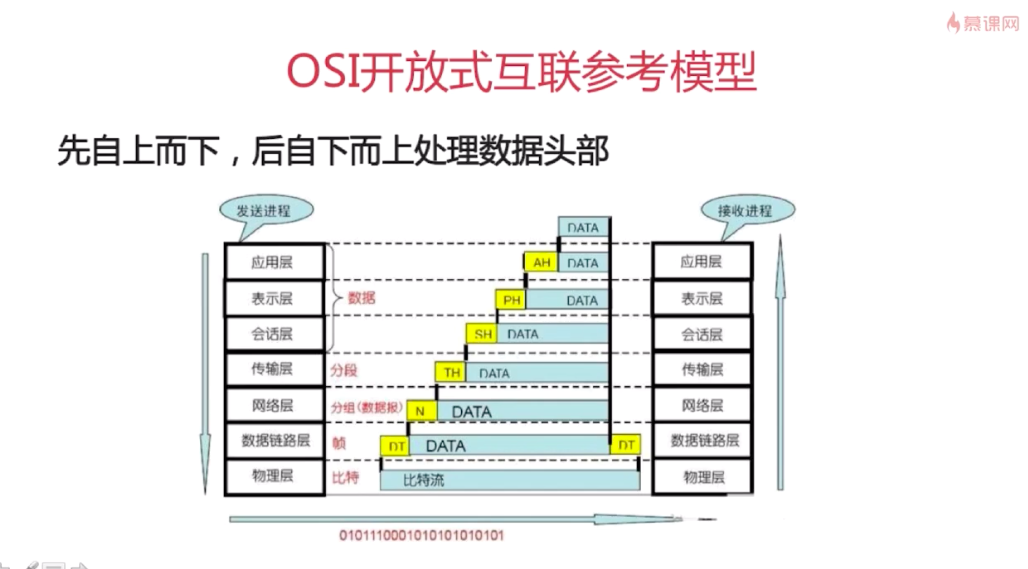 慕课网
OSI开放式互联参考模型
先自上而下，后自下而上处理数据头部
发送进程
接收进程
DATA
应用层
AH
DATA
应用层
表示层
数据
PH
DATA
表示层
会话层
SH
DATA
会话层
传输层
分段
TH
DATA
传输层
网络层
分组(数据报)
N
DATA
网络层
数据链路层
帧
DT
DATA
DT
数据链路层
物理层
比特
比特流
物理层
0101110001010101010101